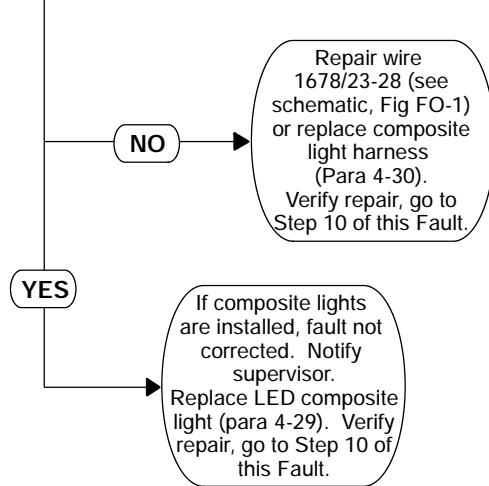 Repair wire
1678/23-28 (see
schematic, Fig FO-1)
or replace composite
light harness
(Para 4-30).
Verify repair, go to
Step 10 of this Fault.
NO
YES
If composite lights
are installed, fault not
corrected.  Notify
supervisor.
Replace LED composite
light (para 4-29).  Verify
repair, go to Step 10 of
this Fault.